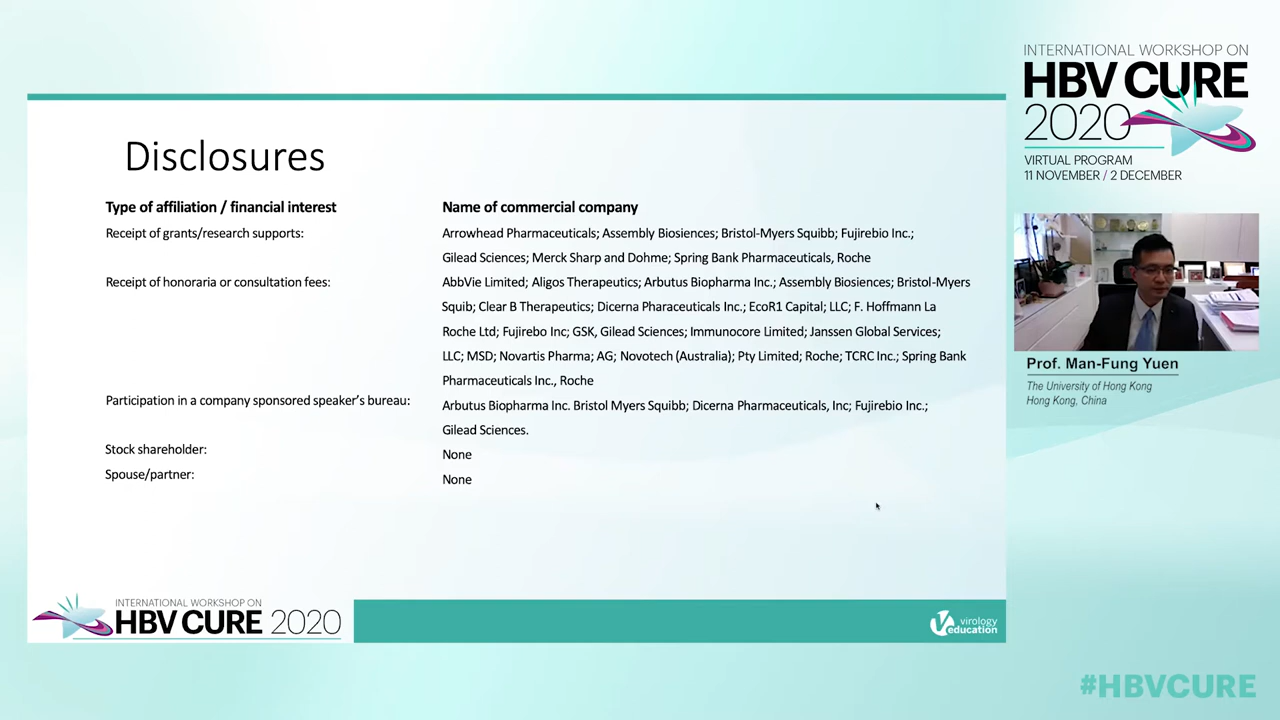 Disclosures
Type of affiliation / financial interest
Name of commercial company
Receipt of grants/research supports:
Arrowhead Pharmaceuticals; Assembly Biosiences; Bristol-Myers Squibb; Fujirebio Inc.;
Gilead Sciences; Merck Sharp and Dohme; Spring Bank Pharmaceuticals, Roche
Receipt of honoraria or consultation fees:
AbbVie Limited; Aligos Therapeutics; Arbutus Biopharma Inc.; Assembly Biosiences; Bristol-Myers
Squib; Clear B Therapeutics; Dicerna Pharaceuticals Inc.; EcoR1 Capital; LLC; F. Hoffmann La
Roche Ltd; Fujirebo Inc; GSK, Gilead Sciences; Immunocore Limited; Janssen Global Services;
LLC; MSD; Novartis Pharma; AG; Novotech (Australia); Pty Limited; Roche; TCRC Inc.; Spring Bank
Pharmaceuticals Inc., Roche
Participation in a company sponsored speaker's bureau:
Arbutus Biopharma Inc. Bristol Myers Squibb; Dicerna Pharmaceuticals, Inc; Fujirebio Inc.;
Gilead Sciences.
Stock shareholder:
None
Spouse/partner:
None
INTERNATIONAL WORKSHOP ON
HBV CURE 2020
virology
education
INTERNATIONAL WORKSHOP ON
HBV CURE
2020
VIRTUAL PROGRAM
11 NOVEMBER / 2 DECEMBER
Prof. Man-Fung Yuen
The University of Hong Kong
Hong Kong, China
#HBVCURE